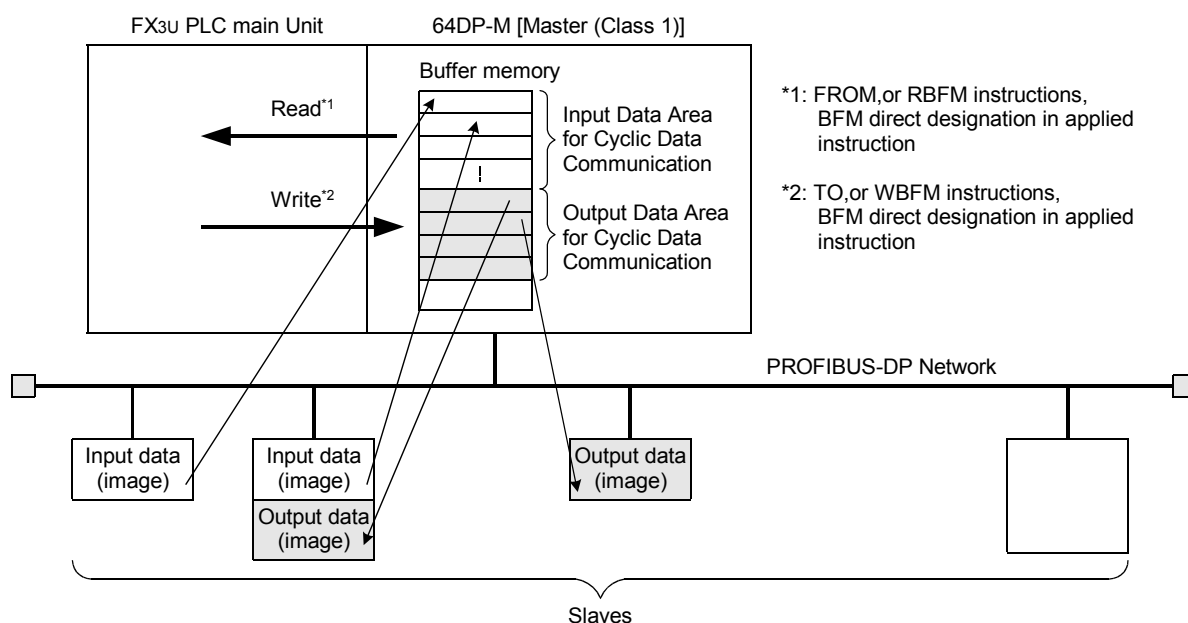 FX3U PLC main Unit
64DP-M [Master (Class 1)]
Buffer memory
Read*1
Write*2
Input Data Area
for Cyclic Data
Communication
Output Data Area
for Cyclic Data
Communication
*1: FROM,or RBFM instructions,
BFM direct designation in applied
instruction
*2: TO,or WBFM instructions,
BFM direct designation in applied
instruction
PROFIBUS-DP Network
Input data
(image)
Input data
(image)
Output data
(image)
Output data
(image)
Slaves